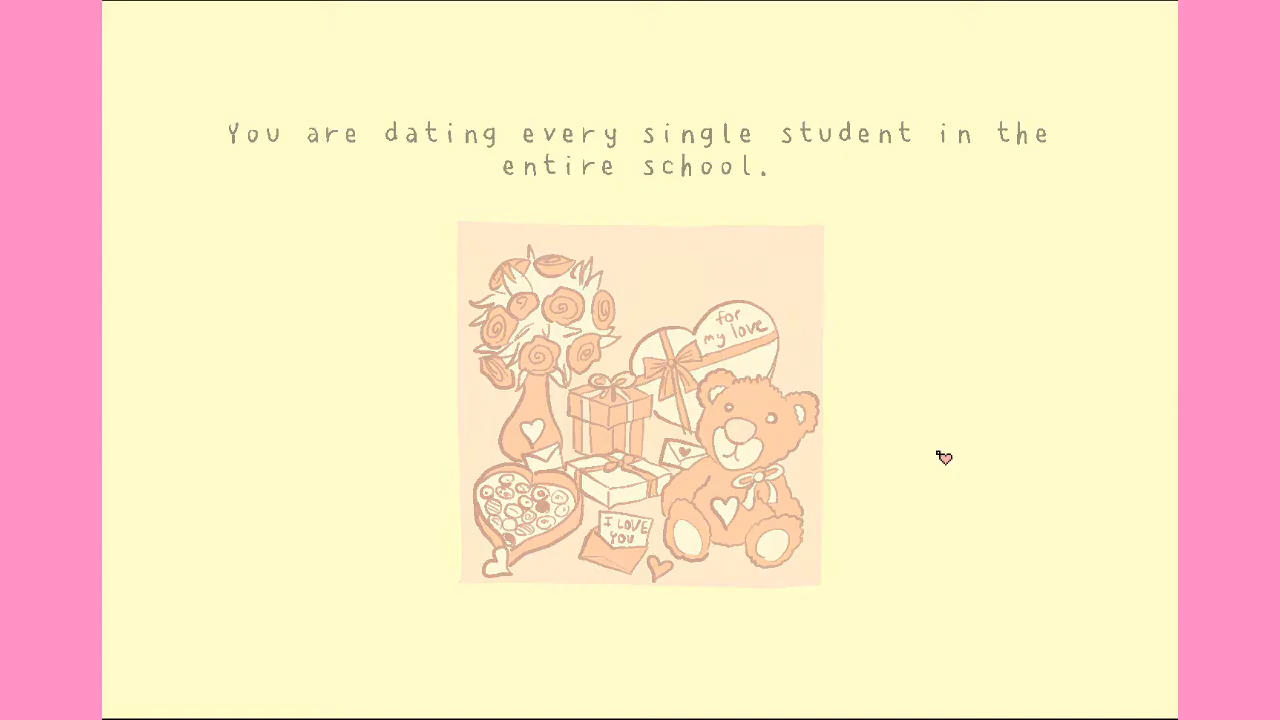 You are dating every single student in the
entire school.
for
my love
I LOVE
YOU